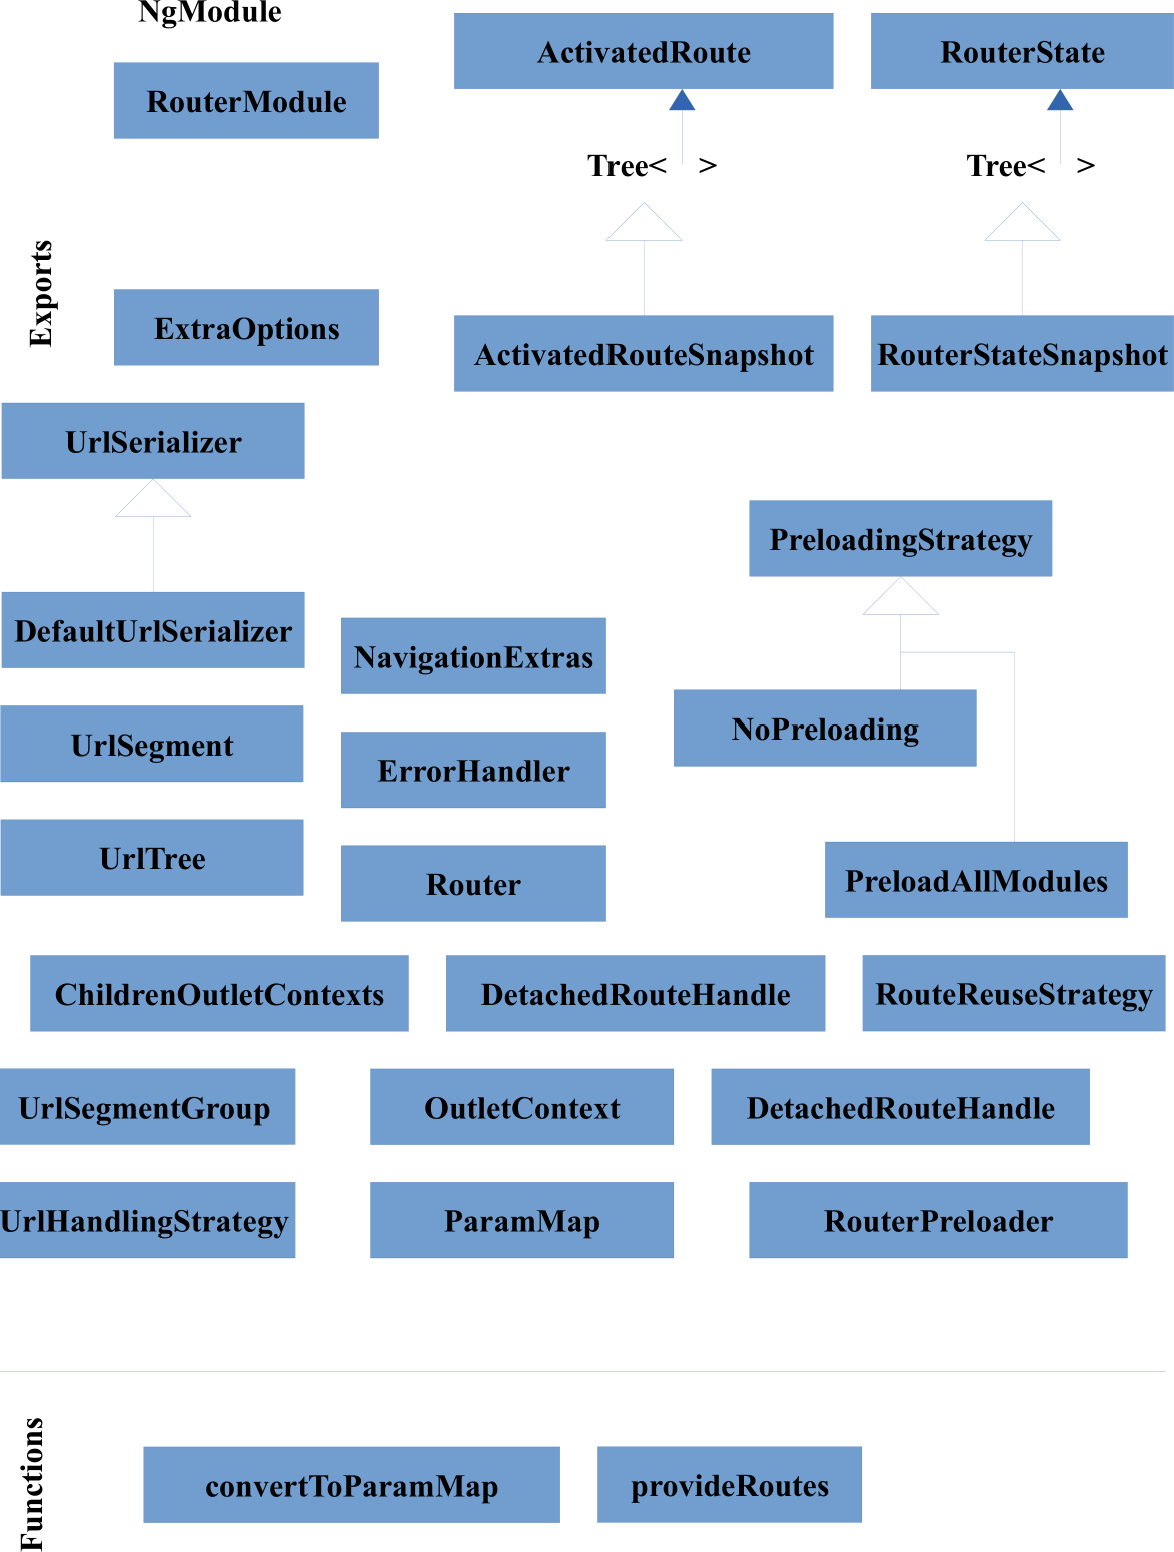 NgModule
RouterModule
ActivatedRoute
RouterState
Tree< >
Tree< >
Exports
ExtraOptions
ActivatedRouteSnapshot
RouterStateSnapshot
UrlSerializer
PreloadingStrategy
DefaultUrlSerializer
NavigationExtras
NoPreloading
UrlSegment
ErrorHandler
UrlTree
Router
PreloadAllModules
ChildrenOutletContexts
DetachedRouteHandle
RouteReuseStrategy
UrlSegmentGroup
OutletContext
DetachedRouteHandle
UrlHandlingStrategy
ParamMap
RouterPreloader
Functions
convertToParamMap
provideRoutes